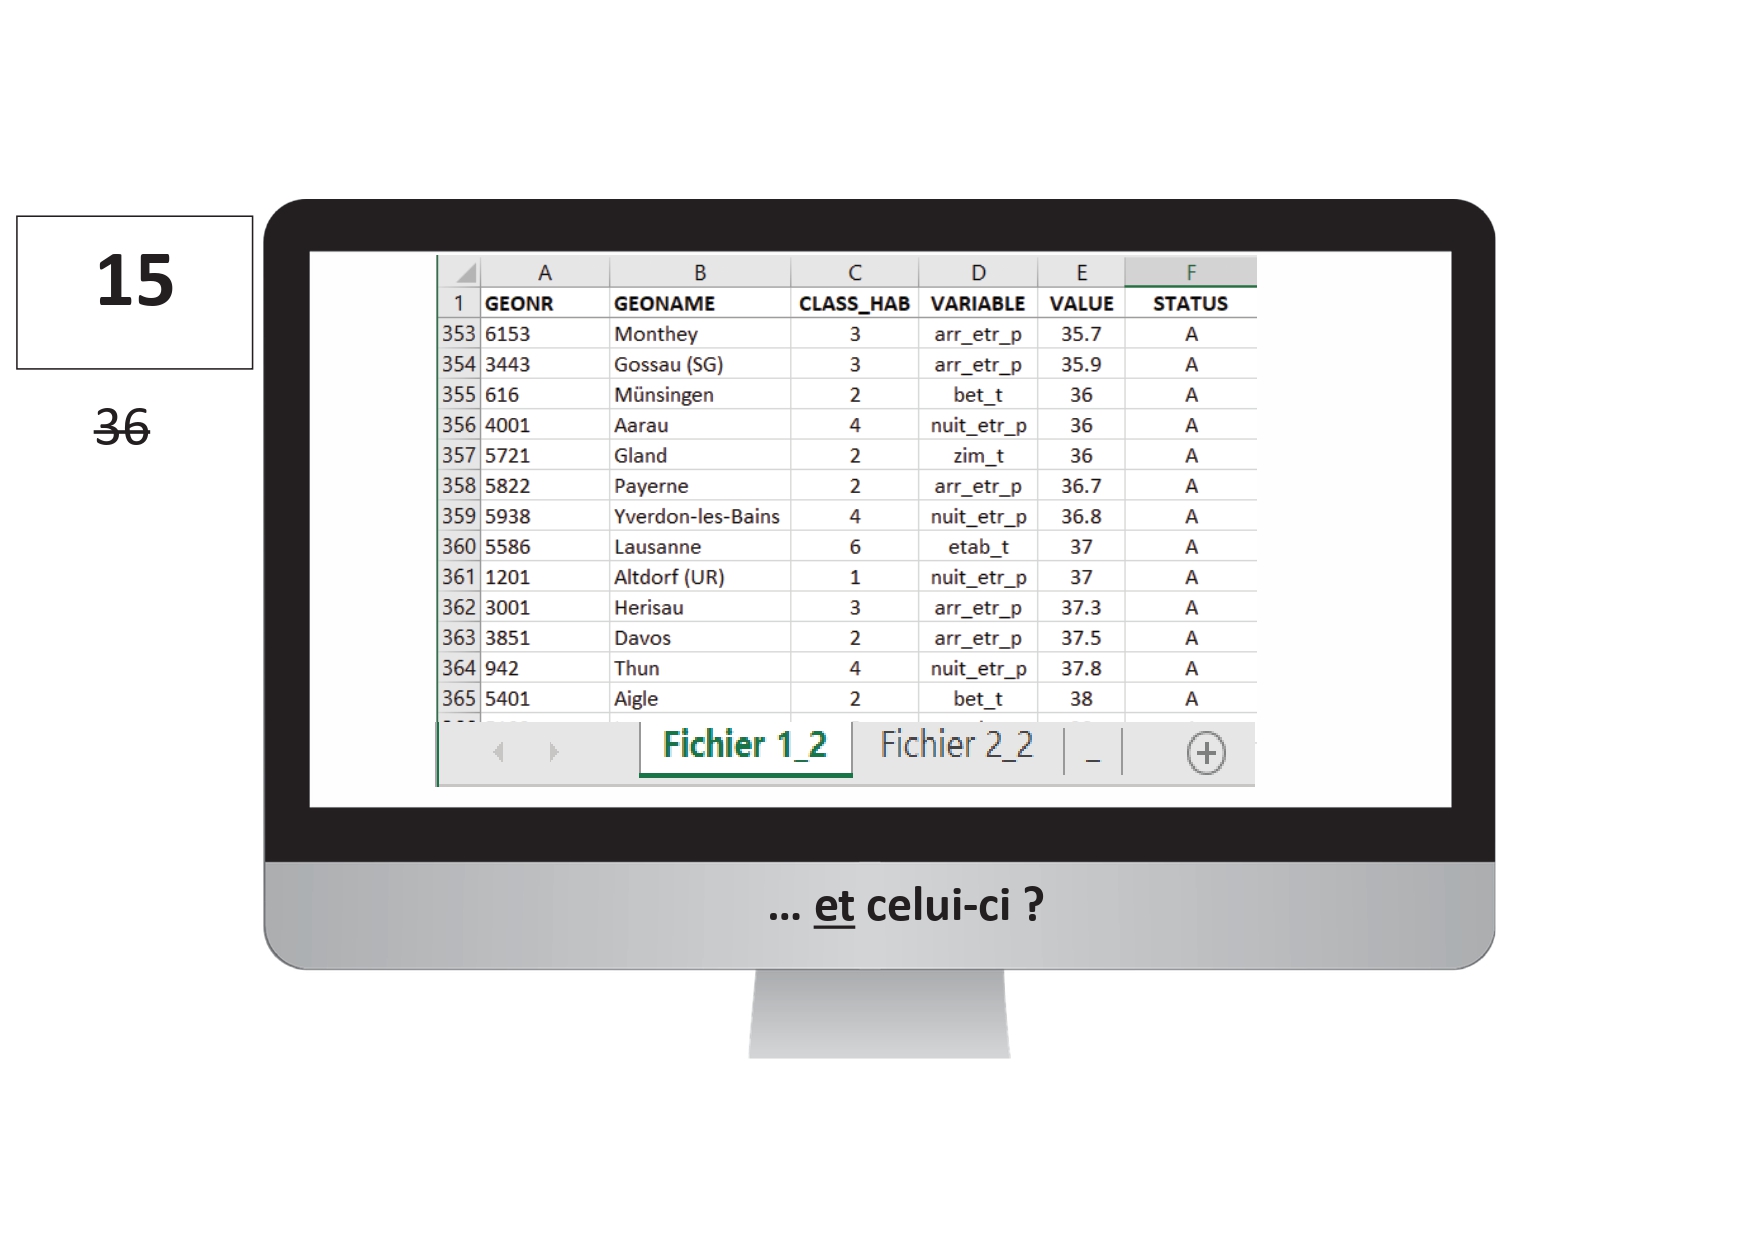 15
36
A B C D E F
1 GEONR GEONAME CLASS_HAB VARIABLE VALUE STATUS
353 6153 Monthey 3 arr_etr_p 35.7 A
354 3443 Gossau (SG) 3 arr_etr_p 35.9 A
355 616 Münsingen 2 bet_t 36 A
356 4001 Aarau 4 nuit_etr_p 36 A
357 5721 Gland 2 zim_t 36 A
358 5822 Payerne 2 arr_etr_p 36.7 A
359 5938 Yverdon-les-Bains 4 nuit_etr_p 36.8 A
360 5586 Lausanne 6 etab_t 37 A
361 1201 Altdorf (UR) 1 nuit_etr_p 37 A
362 3001 Herisau 3 arr_etr_p 37.3 A
363 3851 Davos 2 arr_etr_p 37.5 A
364 942 Thun 4 nuit_etr_p 37.8 A
365 5401 Aigle 2 bet_t 38 A
Fichier 1_2 Fichier 2_2 _
... et celui-ci ?